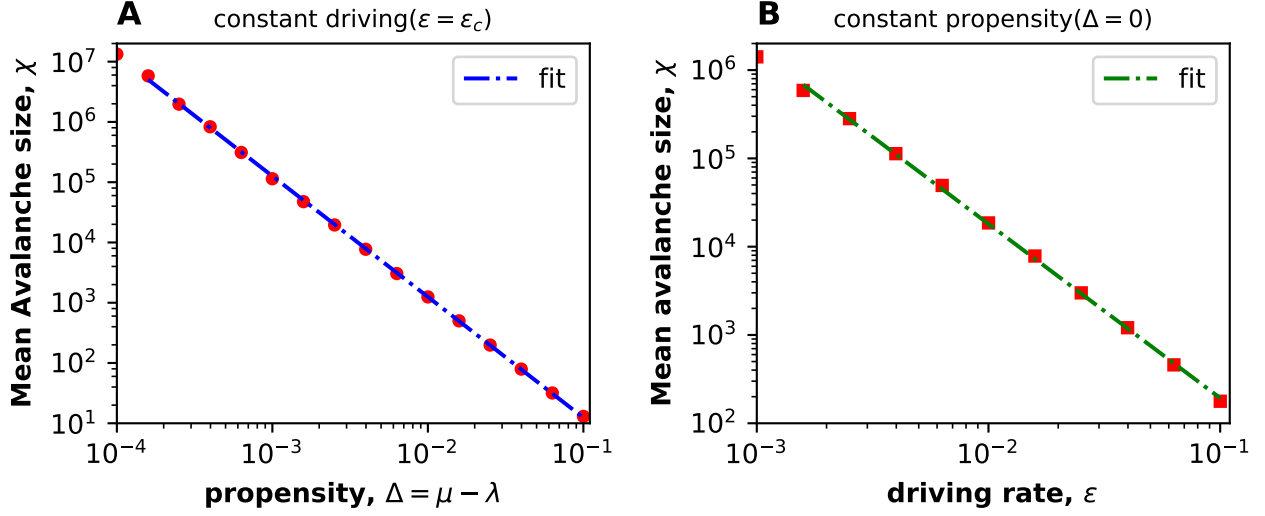 A
constant driving(ε = ε_c)
Mean Avalanche size, χ
10^7
10^6
10^5
10^4
10^3
10^2
10^1
fit
10^-4
10^-3
10^-2
10^-1
propensity, Δ = μ − λ
B
constant propensity(Δ = 0)
Mean avalanche size, χ
10^6
10^5
10^4
10^3
10^2
fit
10^-3
10^-2
10^-1
driving rate, ε